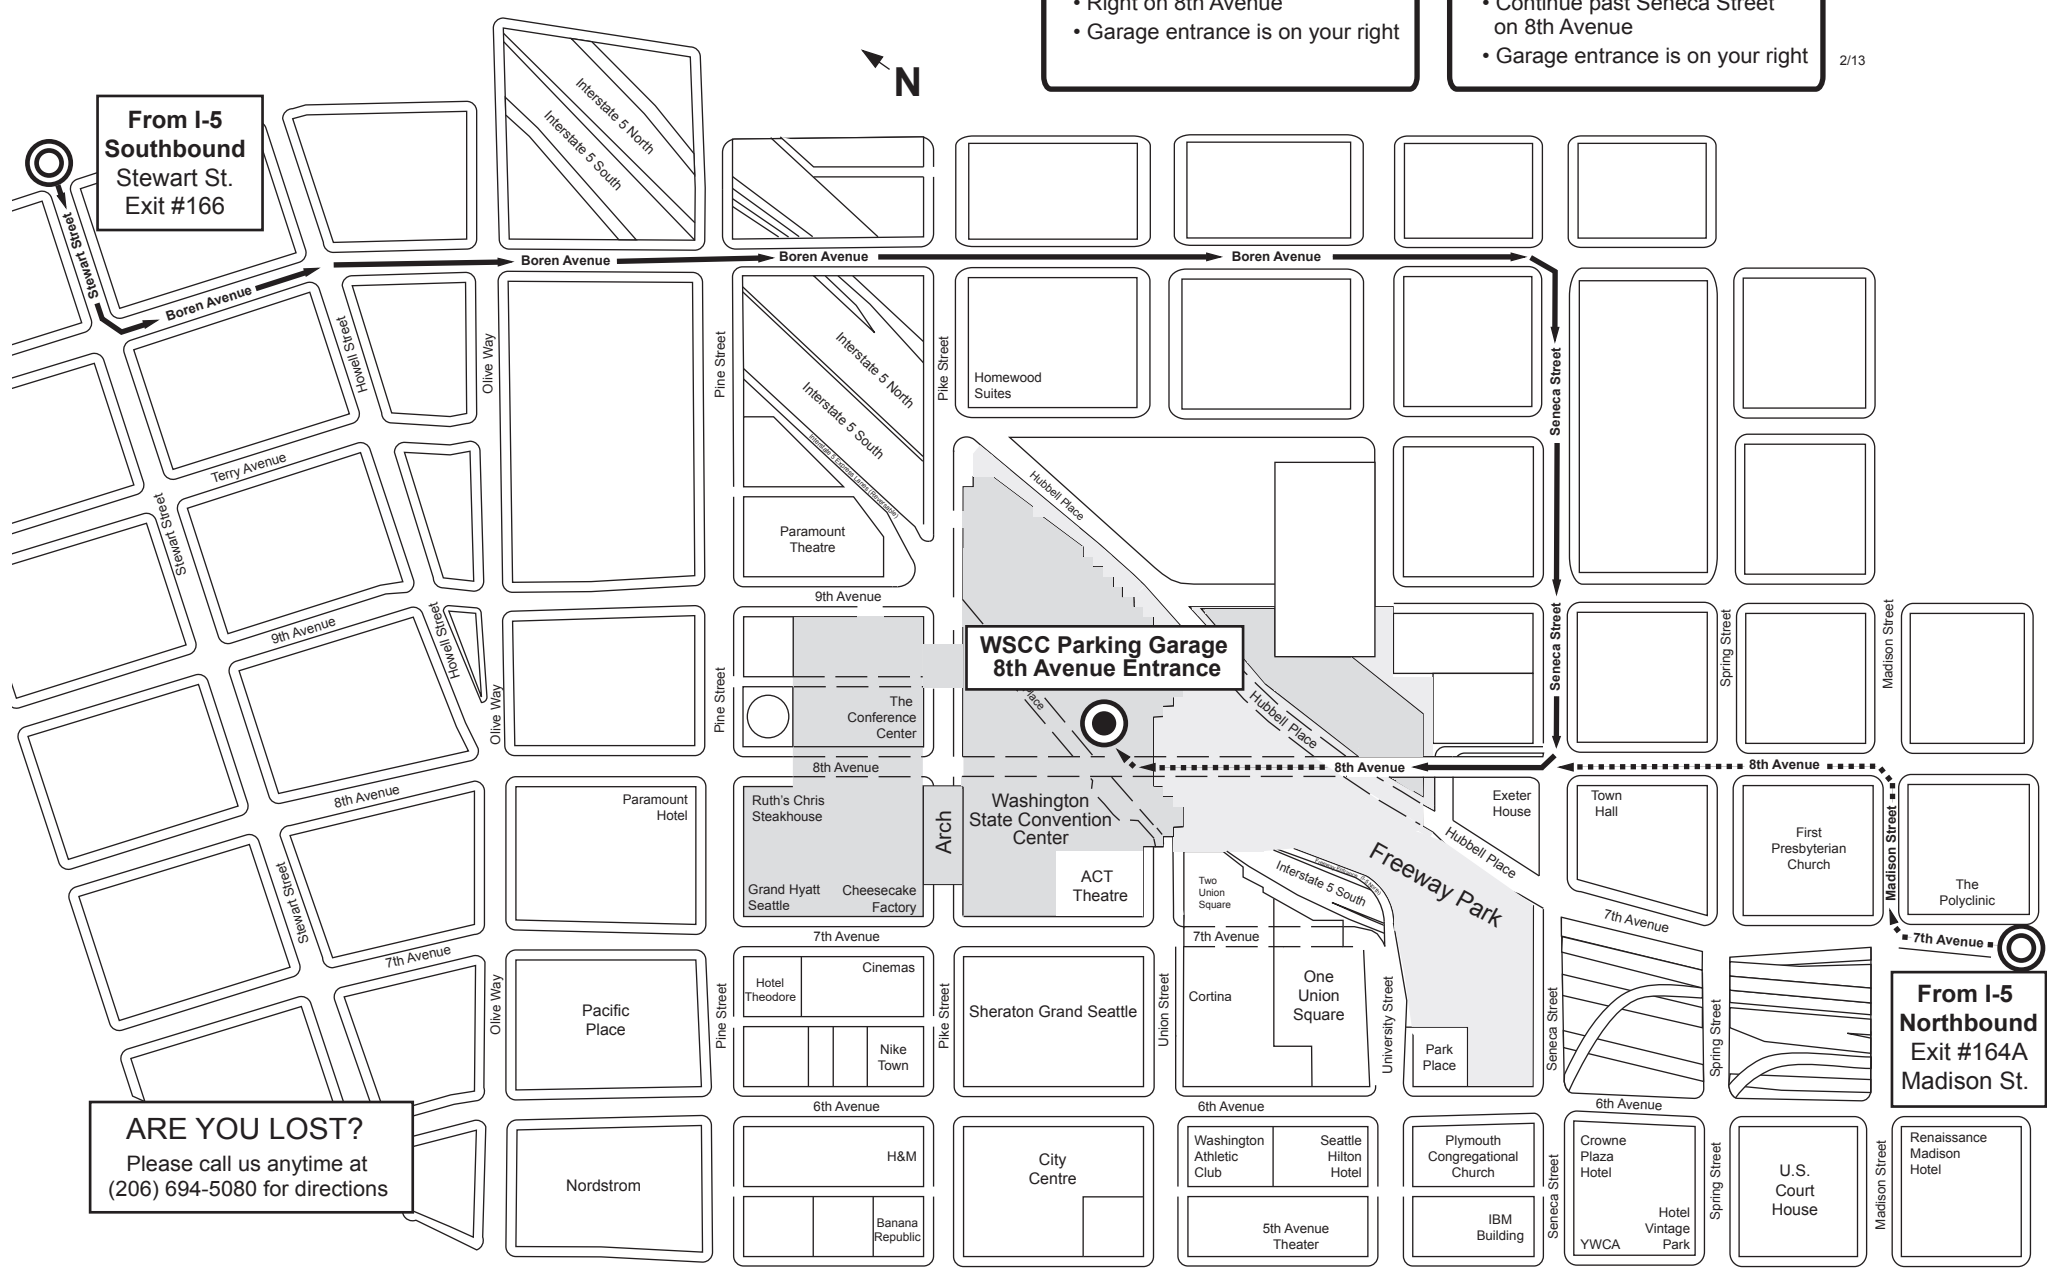 • Right on 8th Avenue
• Garage entrance is on your right
• Continue past Seneca Street
on 8th Avenue
• Garage entrance is on your right
2/13
N
From I-5
Southbound
Stewart St.
Exit #166
Interstate 5 North
Interstate 5 South
Stewart Street
Stewart Street
Boren Avenue
Boren Avenue
Boren Avenue
Boren Avenue
Howell Street
Olive Way
Pine Street
Interstate 5 North
Interstate 5 South
Interstate 5 Express Lanes (Reversable)
Pike Street
Homewood
Suites
Seneca Street
Terry Avenue
Stewart Street
Hubbell Place
Paramount
Theatre
9th Avenue
9th Avenue
Howell Street
Olive Way
Pine Street
WSCC Parking Garage
8th Avenue Entrance
Place
Hubbell Place
Seneca Street
Spring Street
Madison Street
The
Conference
Center
8th Avenue
8th Avenue
8th Avenue
8th Avenue
Paramount
Hotel
Ruth's Chris
Steakhouse
Grand Hyatt
Seattle
Cheesecake
Factory
Arch
Washington
State Convention
Center
ACT
Theatre
Two
Union
Square
Interstate 5 South
Freeway Park
Hubbell Place
Exeter
House
Town
Hall
First
Presbyterian
Church
Madison Street
The
Polyclinic
Stewart Street
7th Avenue
7th Avenue
7th Avenue
7th Avenue
7th Avenue
Olive Way
Pacific
Place
Pine Street
Hotel
Theodore
Cinemas
Nike
Town
Pike Street
Sheraton Grand Seattle
Union Street
Cortina
One
Union
Square
University Street
Park
Place
Seneca Street
Spring Street
From I-5
Northbound
Exit #164A
Madison St.
6th Avenue
6th Avenue
6th Avenue
ARE YOU LOST?
Please call us anytime at
(206) 694-5080 for directions
Nordstrom
H&M
Banana
Republic
City
Centre
Washington
Athletic
Club
Seattle
Hilton
Hotel
5th Avenue
Theater
Plymouth
Congregational
Church
IBM
Building
Seneca Street
Crowne
Plaza
Hotel
YWCA
Hotel
Vintage
Park
Spring Street
U.S.
Court
House
Madison Street
Renaissance
Madison
Hotel